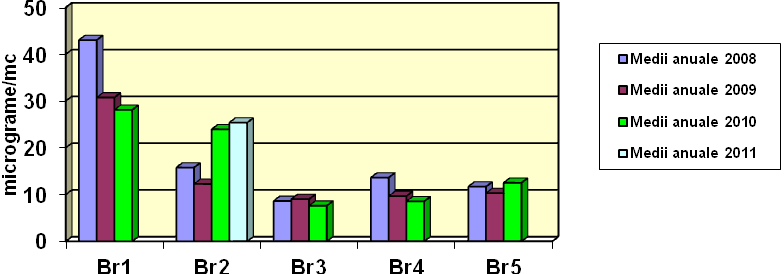 micrograme/mc
50
40
30
20
10
0
Br1 Br2 Br3 Br4 Br5
Medii anuale 2008
Medii anuale 2009
Medii anuale 2010
Medii anuale 2011